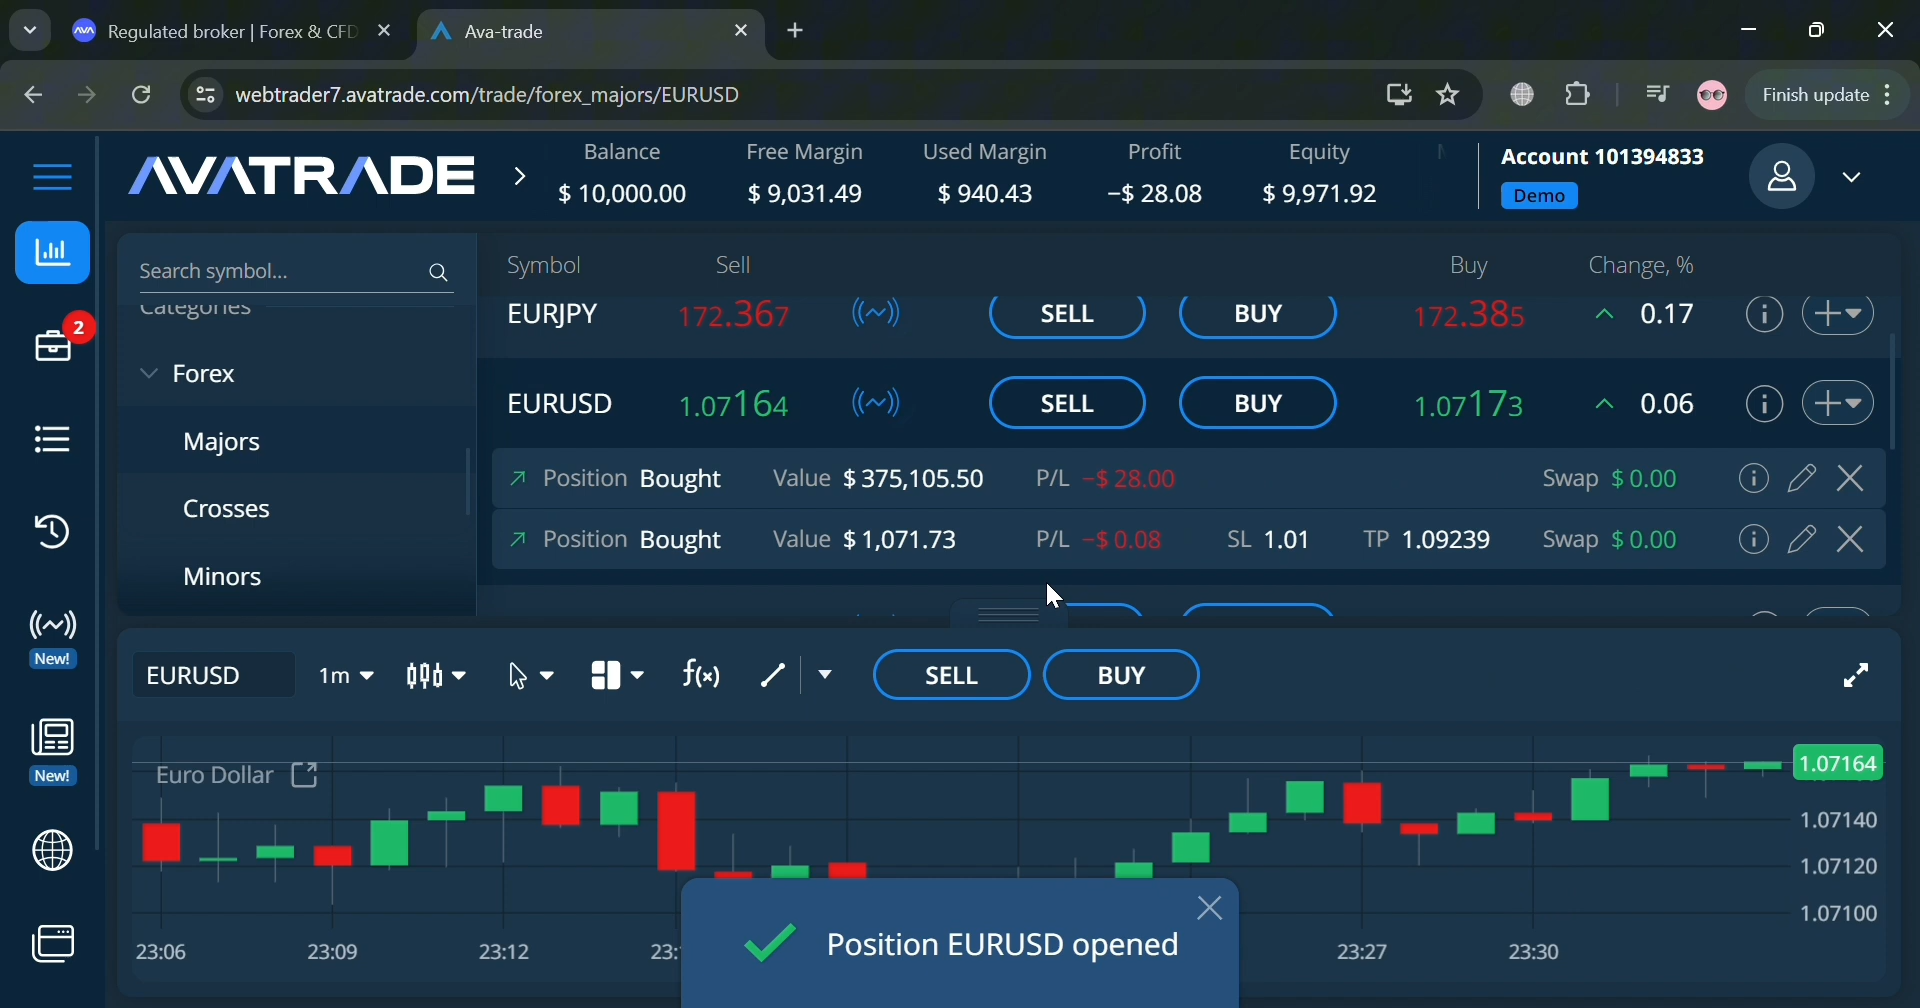 Regulated broker | Forex & CFD
Ava-trade
webtrader7.avatrade.com/trade/forex_majors/EURUSD
Finish update
AVATRADE
Balance Free Margin Used Margin Profit Equity
$ 10,000.00 $ 9,031.49 $ 940.43 -$ 28.08 $ 9,971.92
Account 101394833
Demo
Search symbol...
Categories
Forex
Majors
Crosses
Minors
2
New!
New!
Symbol Sell Buy Change, %
EURJPY 172.367 SELL BUY 172.385 0.17
EURUSD 1.07164 SELL BUY 1.07173 0.06
Position Bought Value $ 375,105.50 P/L -$ 28.00 Swap $ 0.00
Position Bought Value $ 1,071.73 P/L -$ 0.08 SL 1.01 TP 1.09239 Swap $ 0.00
EURUSD 1m f(x) SELL BUY
Euro Dollar
1.07164
1.07140
1.07120
1.07100
23:06 23:09 23:12 23:27 23:30
Position EURUSD opened